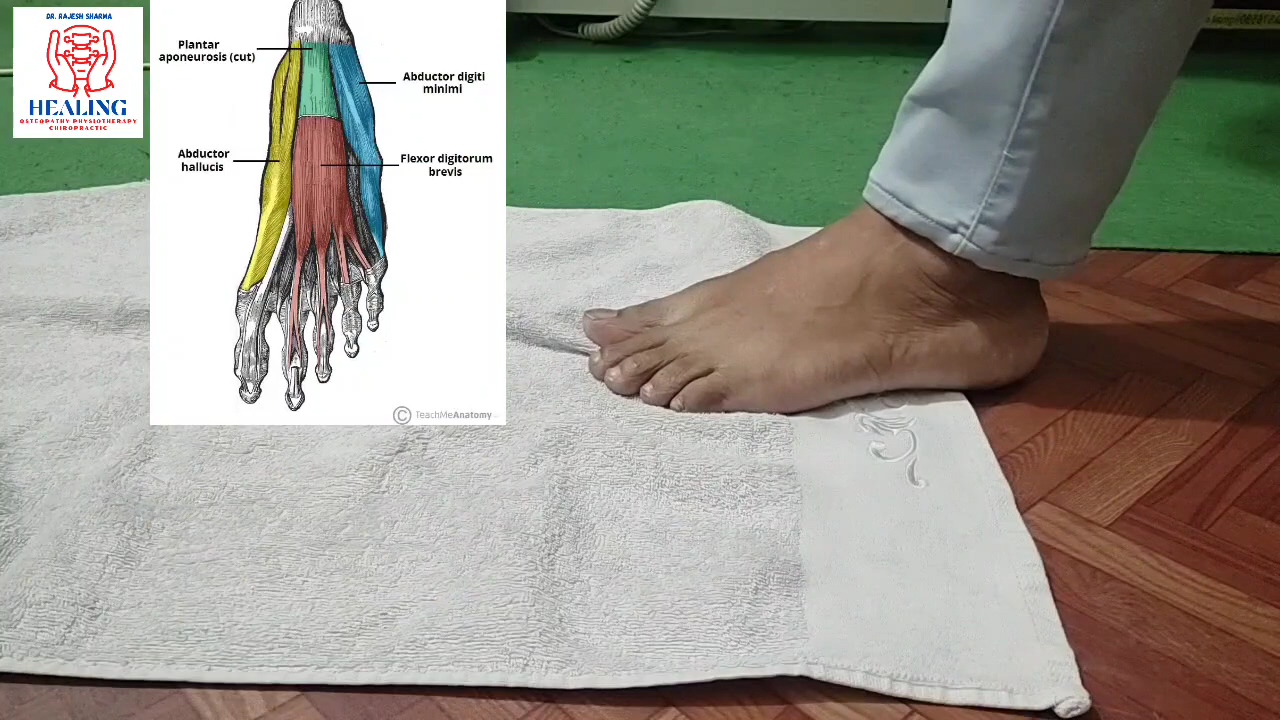 DR. RAJESH SHARMA
HEALING
OSTEOPATHY PHYSIOTHERAPY
CHIROPRACTIC
Plantar
aponeurosis (cut)
Abductor digiti
minimi
Abductor
hallucis
Flexor digitorum
brevis
© TeachMeAnatomy